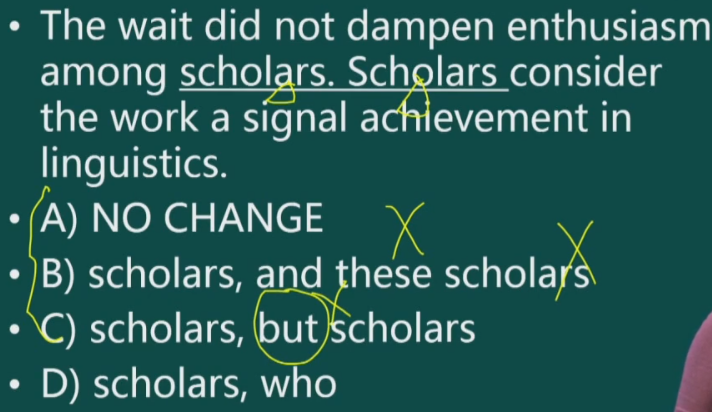 • The wait did not dampen enthusiasm
among scholars. Scholars consider
the work a signal achievement in
linguistics.
• A) NO CHANGE
• B) scholars, and these scholars
• C) scholars, but scholars
• D) scholars, who